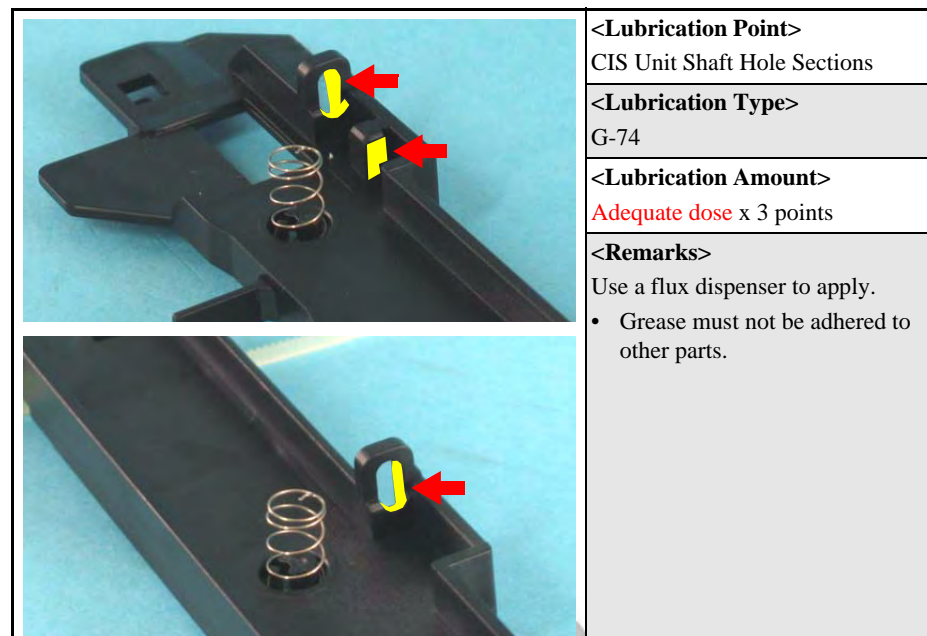 <Lubrication Point>
CIS Unit Shaft Hole Sections
<Lubrication Type>
G-74
<Lubrication Amount>
Adequate dose x 3 points
<Remarks>
Use a flux dispenser to apply.
• Grease must not be adhered to
other parts.